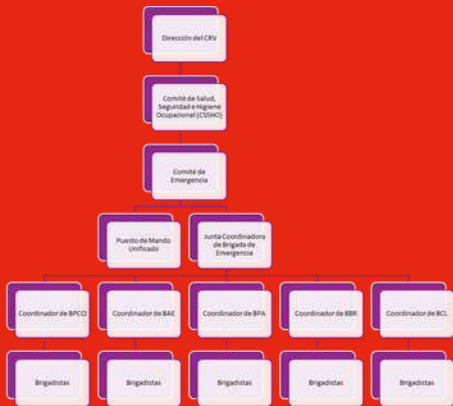 Dirección del CRV
Comité de Salud,
Seguridad e Higiene
Ocupacional (CSSHO)
Comité de
Emergencia
Puesto de Mando
Unificado
Junta Coordinadora
de Brigada de
Emergencia
Coordinador de BPCCI
Coordinador de BAE
Coordinador de BPA
Coordinador de BBR
Coordinador de BCL
Brigadistas
Brigadistas
Brigadistas
Brigadistas
Brigadistas